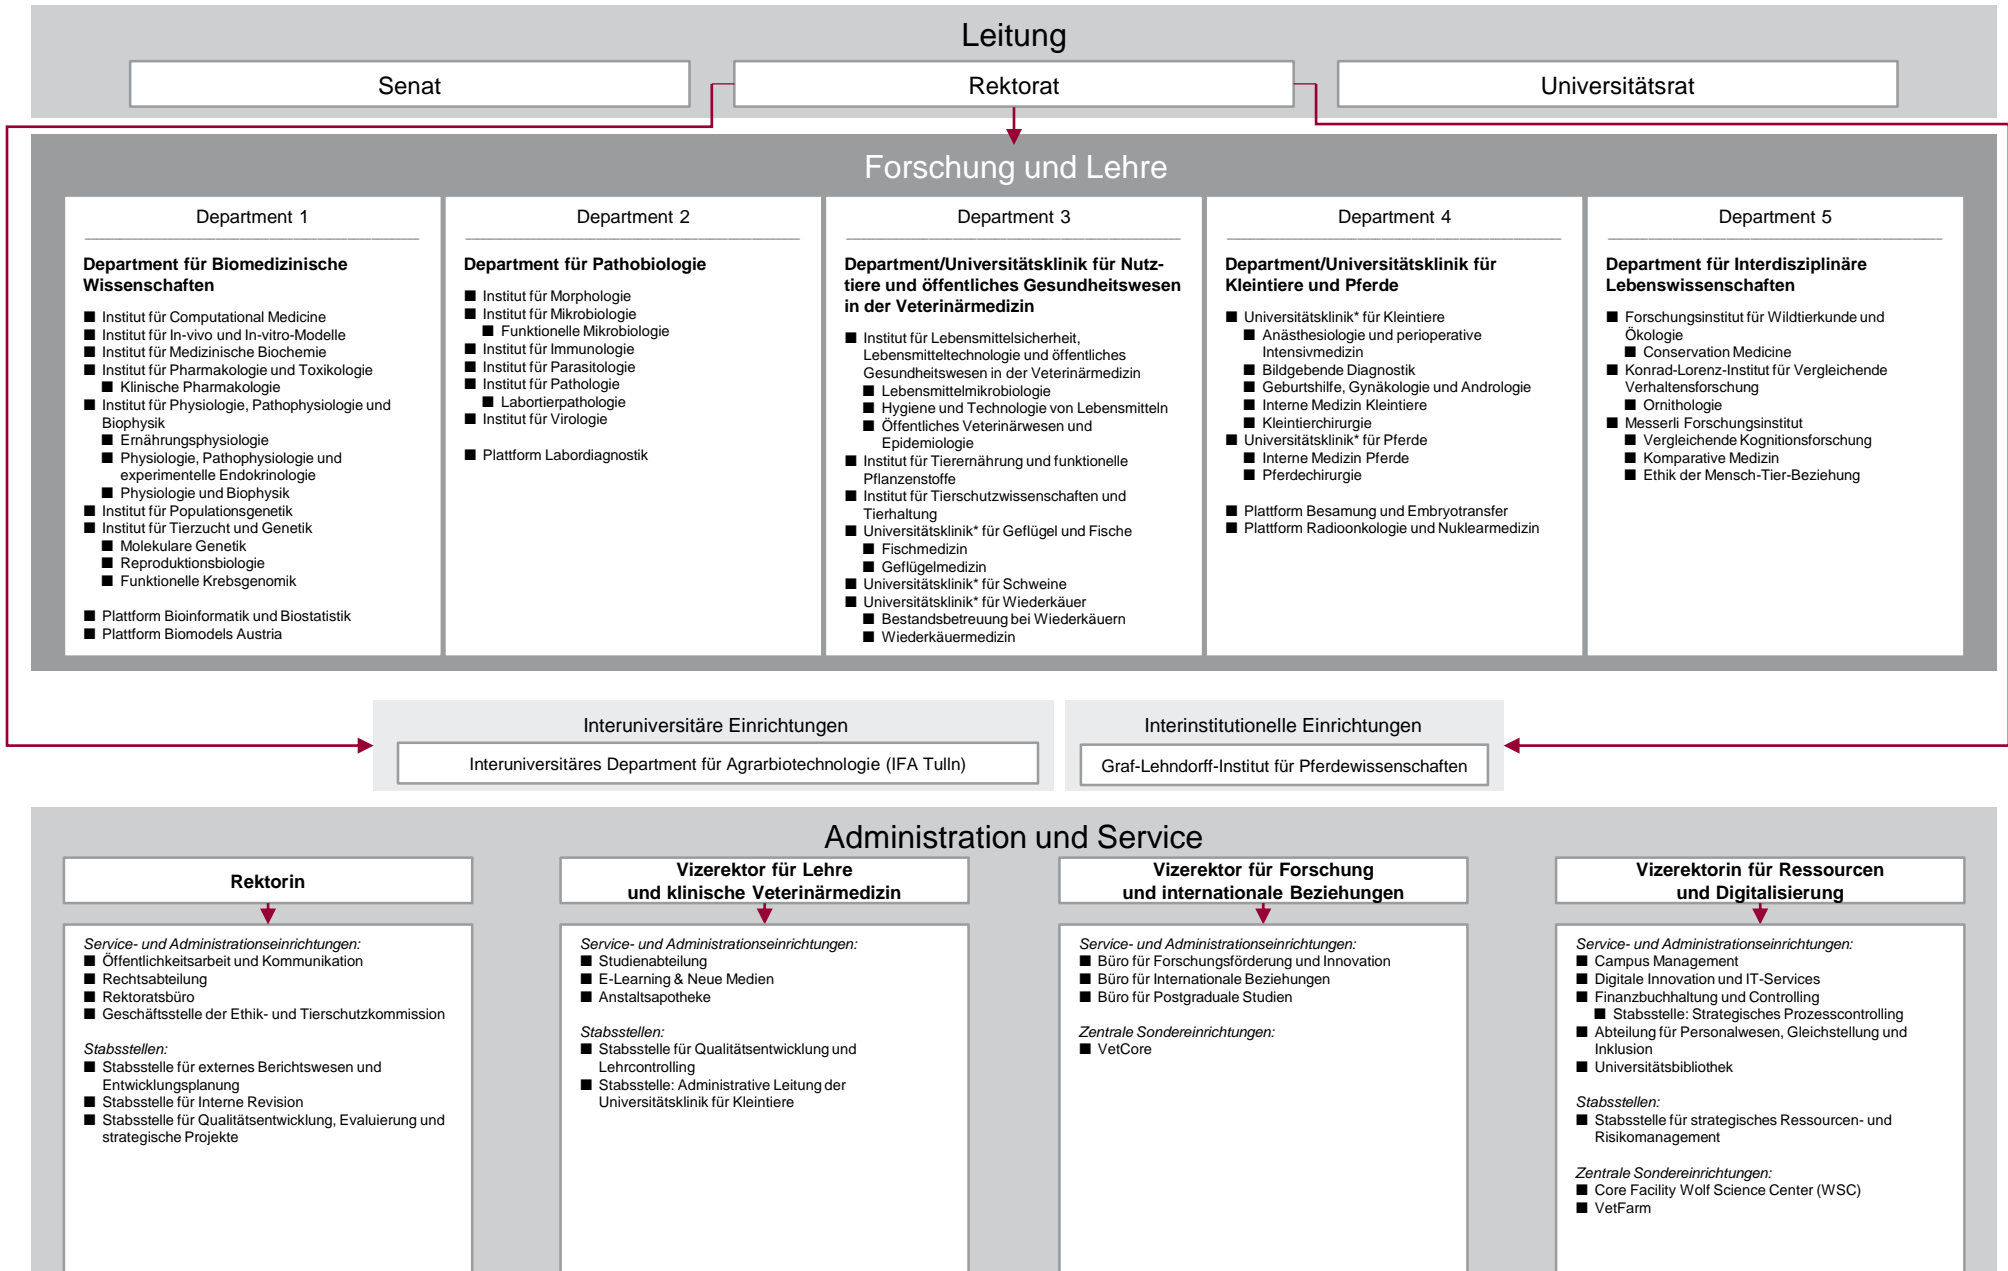 Leitung
Senat
Rektorat
Universitätsrat
Forschung und Lehre
Department 1
Department für Biomedizinische
Wissenschaften
Institut für Computational Medicine
Institut für In-vivo und In-vitro-Modelle
Institut für Medizinische Biochemie
Institut für Pharmakologie und Toxikologie
Klinische Pharmakologie
Institut für Physiologie, Pathophysiologie und
Biophysik
Ernährungsphysiologie
Physiologie, Pathophysiologie und
experimentelle Endokrinologie
Physiologie und Biophysik
Institut für Populationsgenetik
Institut für Tierzucht und Genetik
Molekulare Genetik
Reproduktionsbiologie
Funktionelle Krebsgenomik
Plattform Bioinformatik und Biostatistik
Plattform Biomodels Austria
Department 2
Department für Pathobiologie
Institut für Morphologie
Institut für Mikrobiologie
Funktionelle Mikrobiologie
Institut für Immunologie
Institut für Parasitologie
Institut für Pathologie
Labortierpathologie
Institut für Virologie
Plattform Labordiagnostik
Department 3
Department/Universitätsklinik für Nutz-
tiere und öffentliches Gesundheitswesen
in der Veterinärmedizin
Institut für Lebensmittelsicherheit,
Lebensmitteltechnologie und öffentliches
Gesundheitswesen in der Veterinärmedizin
Lebensmittelmikrobiologie
Hygiene und Technologie von Lebensmitteln
Öffentliches Veterinärwesen und
Epidemiologie
Institut für Tierernährung und funktionelle
Pflanzenstoffe
Institut für Tierschutzwissenschaften und
Tierhaltung
Universitätsklinik* für Geflügel und Fische
Fischmedizin
Geflügelmedizin
Universitätsklinik* für Schweine
Universitätsklinik* für Wiederkäuer
Bestandsbetreuung bei Wiederkäuern
Wiederkäuermedizin
Department 4
Department/Universitätsklinik für
Kleintiere und Pferde
Universitätsklinik* für Kleintiere
Anästhesiologie und perioperative
Intensivmedizin
Bildgebende Diagnostik
Geburtshilfe, Gynäkologie und Andrologie
Interne Medizin Kleintiere
Kleintierchirurgie
Universitätsklinik* für Pferde
Interne Medizin Pferde
Pferdechirurgie
Plattform Besamung und Embryotransfer
Plattform Radioonkologie und Nuklearmedizin
Department 5
Department für Interdisziplinäre
Lebenswissenschaften
Forschungsinstitut für Wildtierkunde und
Ökologie
Conservation Medicine
Konrad-Lorenz-Institut für Vergleichende
Verhaltensforschung
Ornithologie
Messerli Forschungsinstitut
Vergleichende Kognitionsforschung
Komparative Medizin
Ethik der Mensch-Tier-Beziehung
Interuniversitäre Einrichtungen
Interuniversitäres Department für Agrarbiotechnologie (IFA Tulln)
Interinstitutionelle Einrichtungen
Graf-Lehndorff-Institut für Pferdewissenschaften
Administration und Service
Rektorin
Service- und Administrationseinrichtungen:
Öffentlichkeitsarbeit und Kommunikation
Rechtsabteilung
Rektoratsbüro
Geschäftsstelle der Ethik- und Tierschutzkommission
Stabsstellen:
Stabsstelle für externes Berichtswesen und
Entwicklungsplanung
Stabsstelle für Interne Revision
Stabsstelle für Qualitätsentwicklung, Evaluierung und
strategische Projekte
Vizerektor für Lehre
und klinische Veterinärmedizin
Service- und Administrationseinrichtungen:
Studienabteilung
E-Learning & Neue Medien
Anstaltsapotheke
Stabsstellen:
Stabsstelle für Qualitätsentwicklung und
Lehrcontrolling
Stabsstelle: Administrative Leitung der
Universitätsklinik für Kleintiere
Vizerektor für Forschung
und internationale Beziehungen
Service- und Administrationseinrichtungen:
Büro für Forschungsförderung und Innovation
Büro für Internationale Beziehungen
Büro für Postgraduale Studien
Zentrale Sondereinrichtungen:
VetCore
Vizerektorin für Ressourcen
und Digitalisierung
Service- und Administrationseinrichtungen:
Campus Management
Digitale Innovation und IT-Services
Finanzbuchhaltung und Controlling
Stabsstelle: Strategisches Prozesscontrolling
Abteilung für Personalwesen, Gleichstellung und
Inklusion
Universitätsbibliothek
Stabsstellen:
Stabsstelle für strategisches Ressourcen- und
Risikomanagement
Zentrale Sondereinrichtungen:
Core Facility Wolf Science Center (WSC)
VetFarm